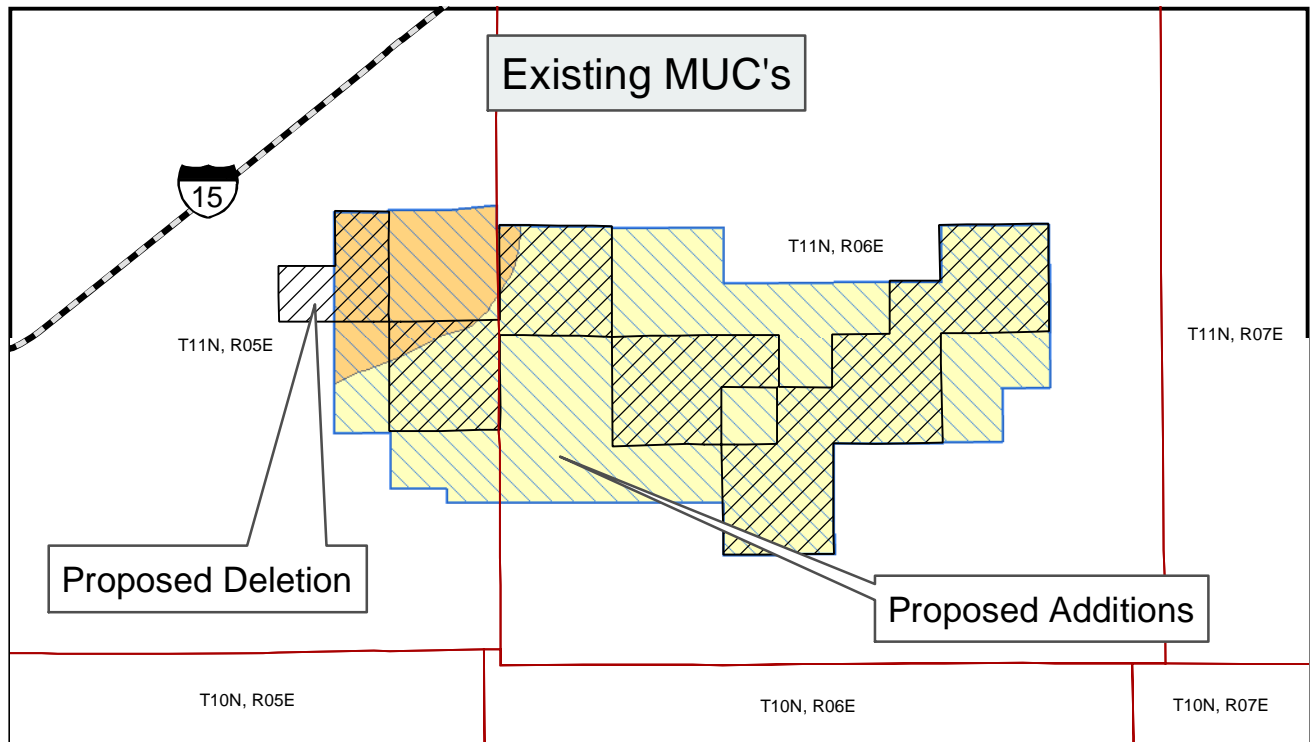 Existing MUC's
15
T11N, R06E
T11N, R05E
T11N, R07E
Proposed Deletion
Proposed Additions
T10N, R05E
T10N, R06E
T10N, R07E